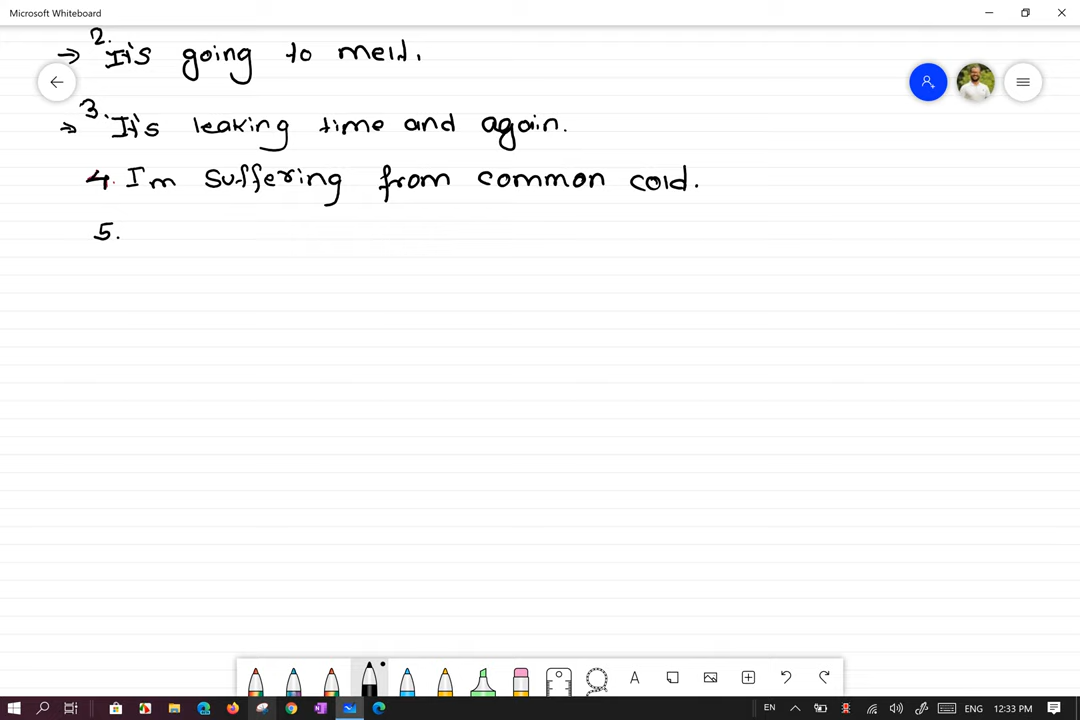 Microsoft Whiteboard
→ 2. It's going to melt.
→ 3. It's leaking time and again.
4. I'm suffering from common cold.
5.
A
EN
ENG
12:33 PM